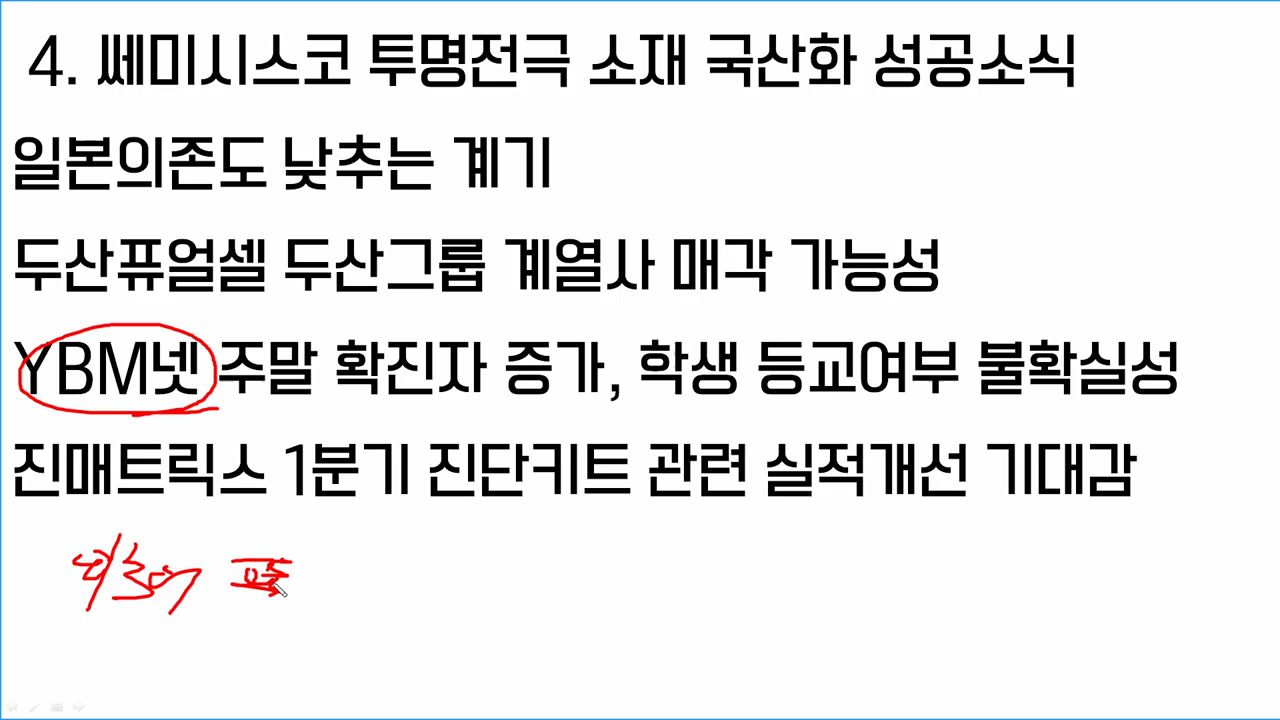 4. 쎄미시스코 투명전극 소재 국산화 성공소식
일본의존도 낮추는 계기
두산퓨얼셀 두산그룹 계열사 매각 가능성
YBM넷 주말 확진자 증가, 학생 등교여부 불확실성
진매트릭스 1분기 진단키트 관련 실적개선 기대감